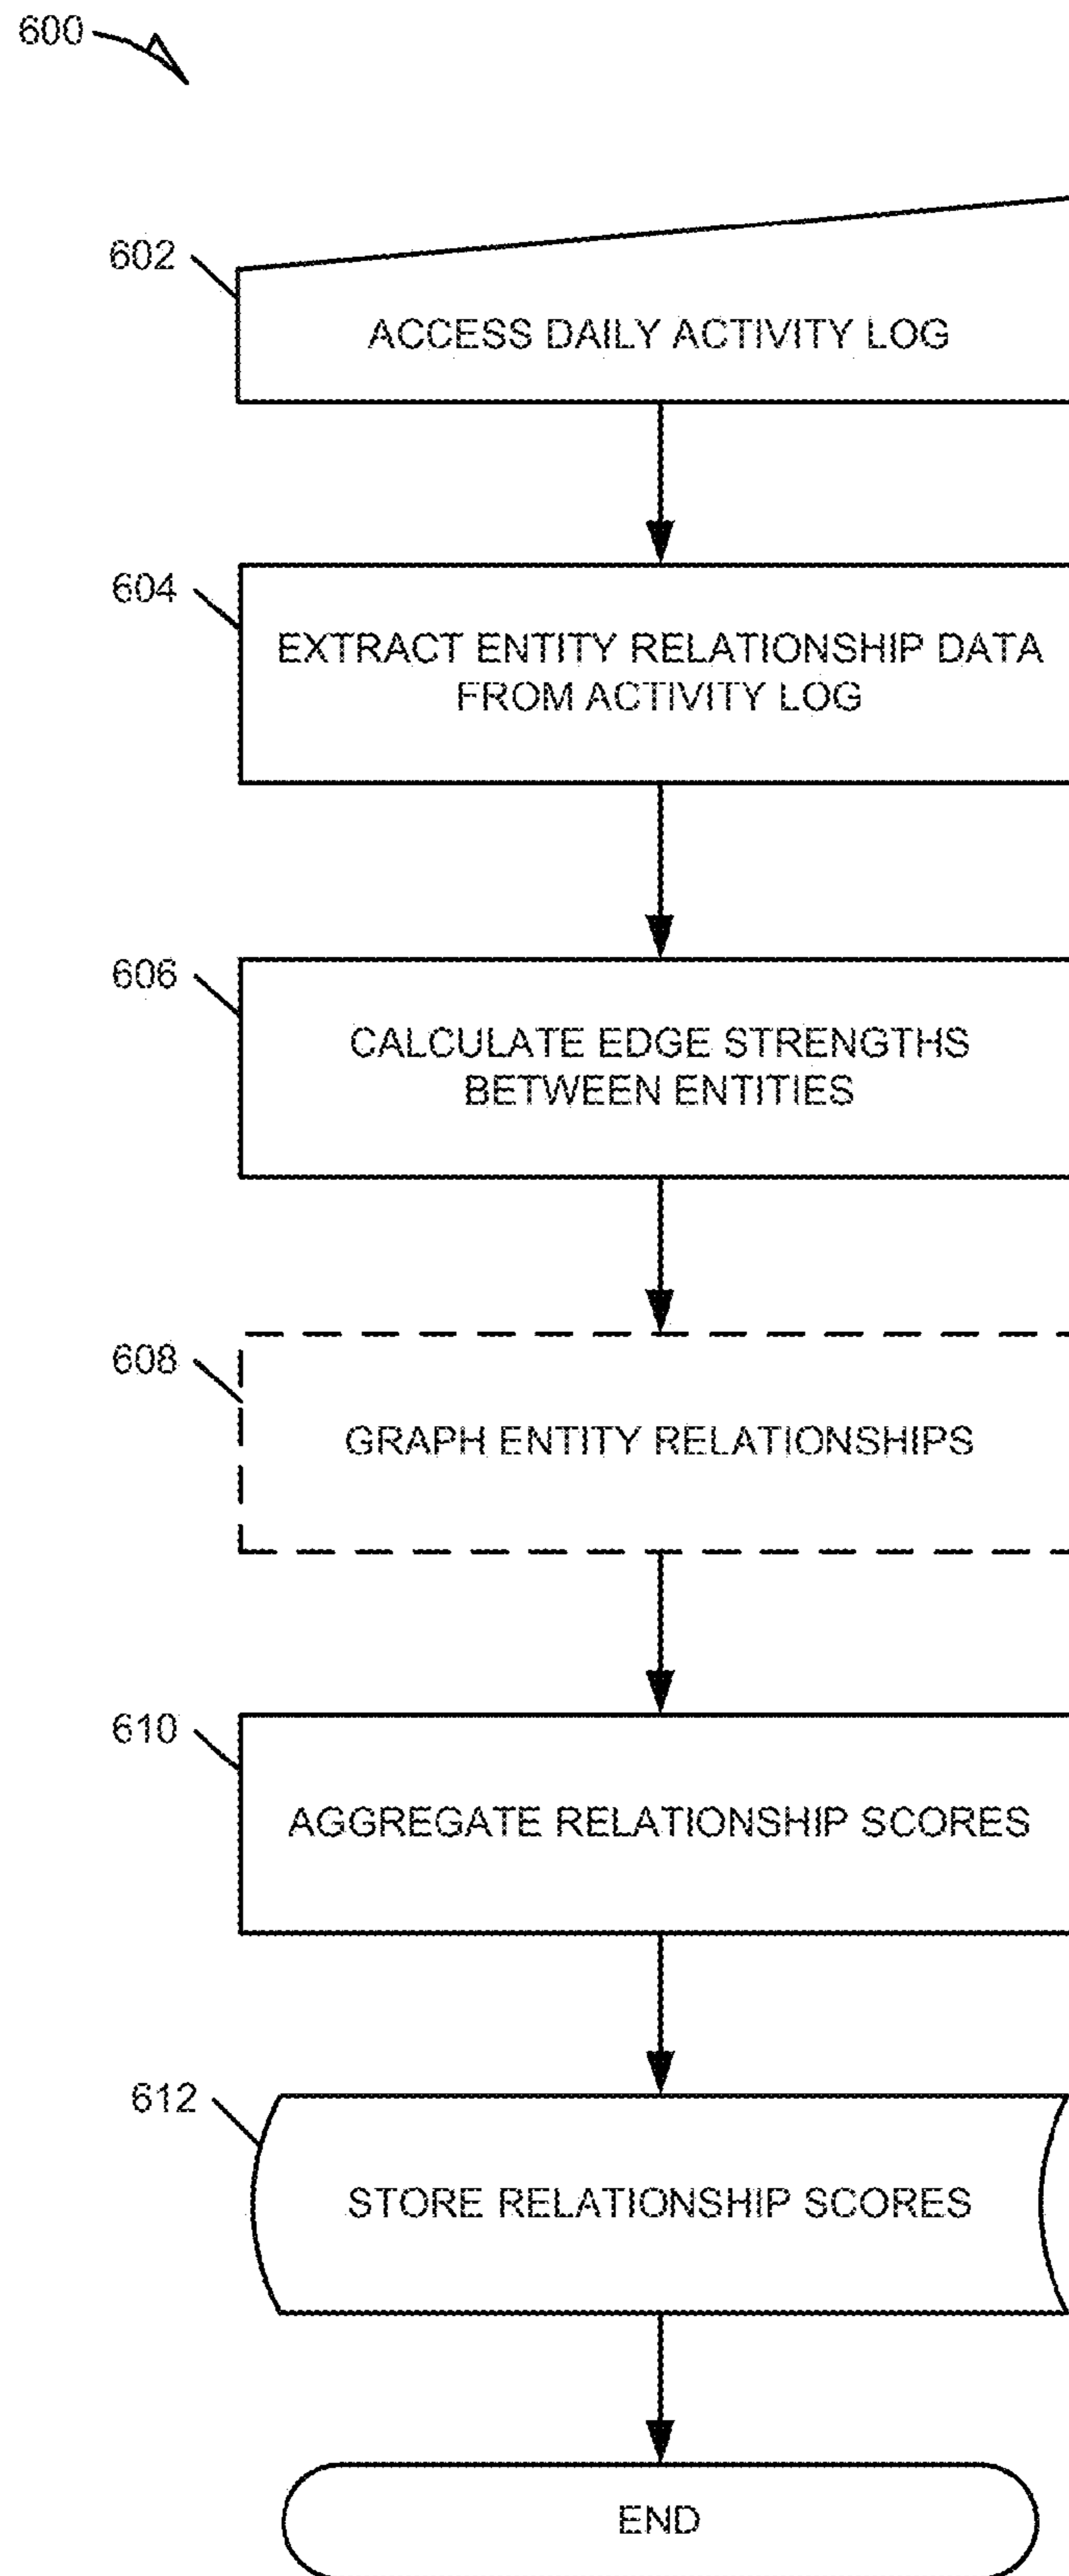 600
602
ACCESS DAILY ACTIVITY LOG
604
EXTRACT ENTITY RELATIONSHIP DATA
FROM ACTIVITY LOG
606
CALCULATE EDGE STRENGTHS
BETWEEN ENTITIES
608
GRAPH ENTITY RELATIONSHIPS
610
AGGREGATE RELATIONSHIP SCORES
612
STORE RELATIONSHIP SCORES
END